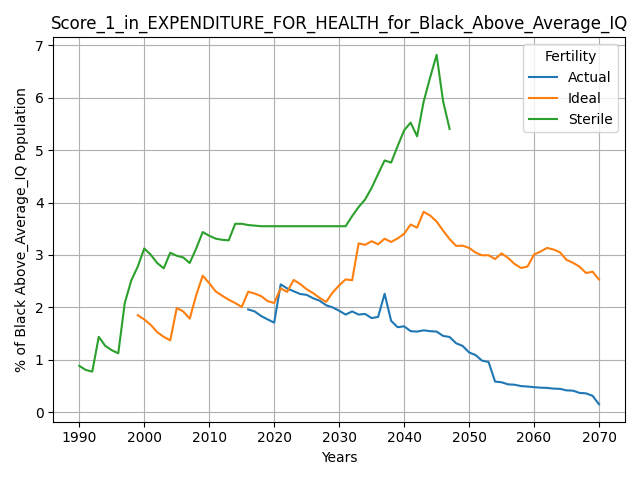 Score_1_in_EXPENDITURE_FOR_HEALTH_for_Black_Above_Average_IQ
% of Black Above_Average_IQ Population
7
6
5
4
3
2
1
0
Fertility
Actual
Ideal
Sterile
1990 2000 2010 2020 2030 2040 2050 2060 2070
Years